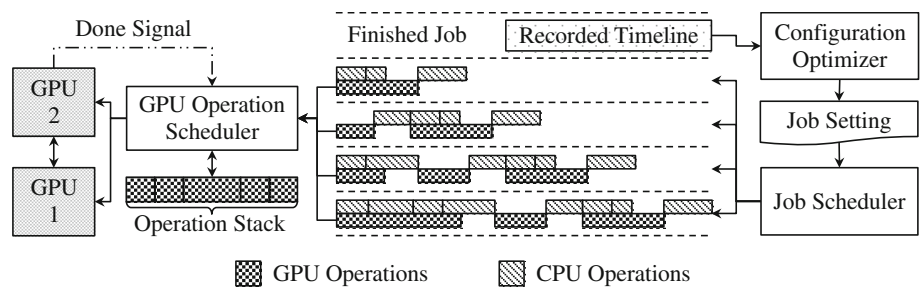 Done Signal
Finished Job
Recorded Timeline
Configuration
Optimizer
GPU
2
GPU Operation
Scheduler
Job Setting
GPU
1
Operation Stack
Job Scheduler
GPU Operations
CPU Operations